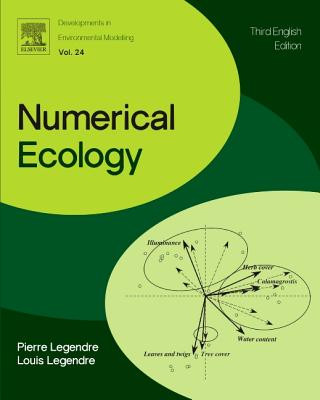 ELSEVIER
Developments in
Environmental Modelling
Vol. 24
Third English
Edition
Numerical
Ecology
Illuminance
Herb cover
Calamagrostis
Water content
Leaves and twigs
Tree cover
Pierre Legendre
Louis Legendre